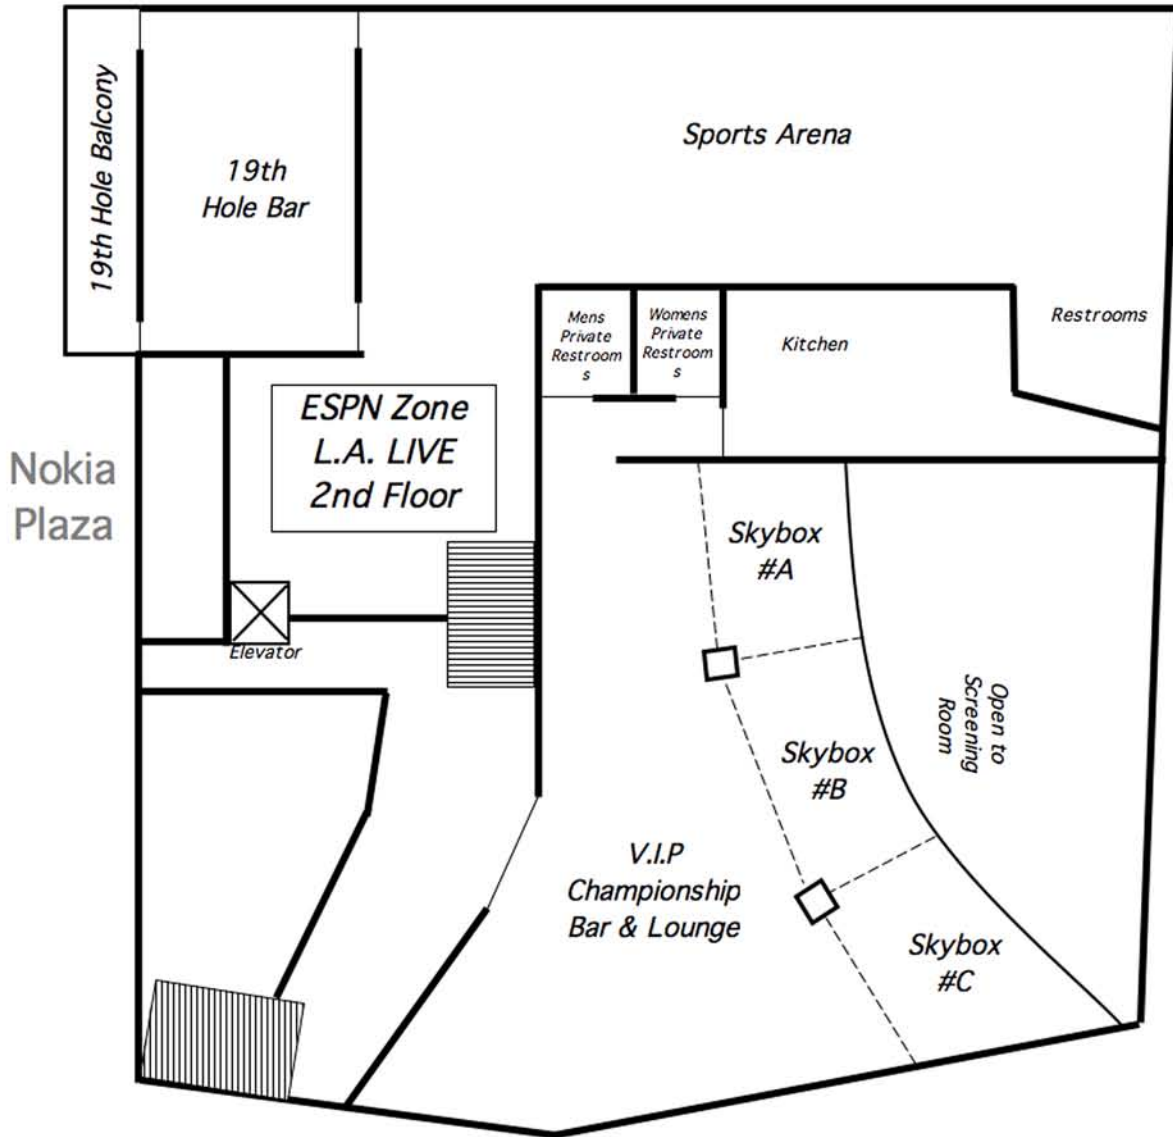 19th Hole Balcony
19th
Hole Bar
Sports Arena
Mens
Private
Restroom
s
Womens
Private
Restroom
s
Kitchen
Restrooms
ESPN Zone
L.A. LIVE
2nd Floor
Nokia
Plaza
Elevator
Skybox
#A
Open to
Screening
Room
Skybox
#B
V.I.P
Championship
Bar & Lounge
Skybox
#C